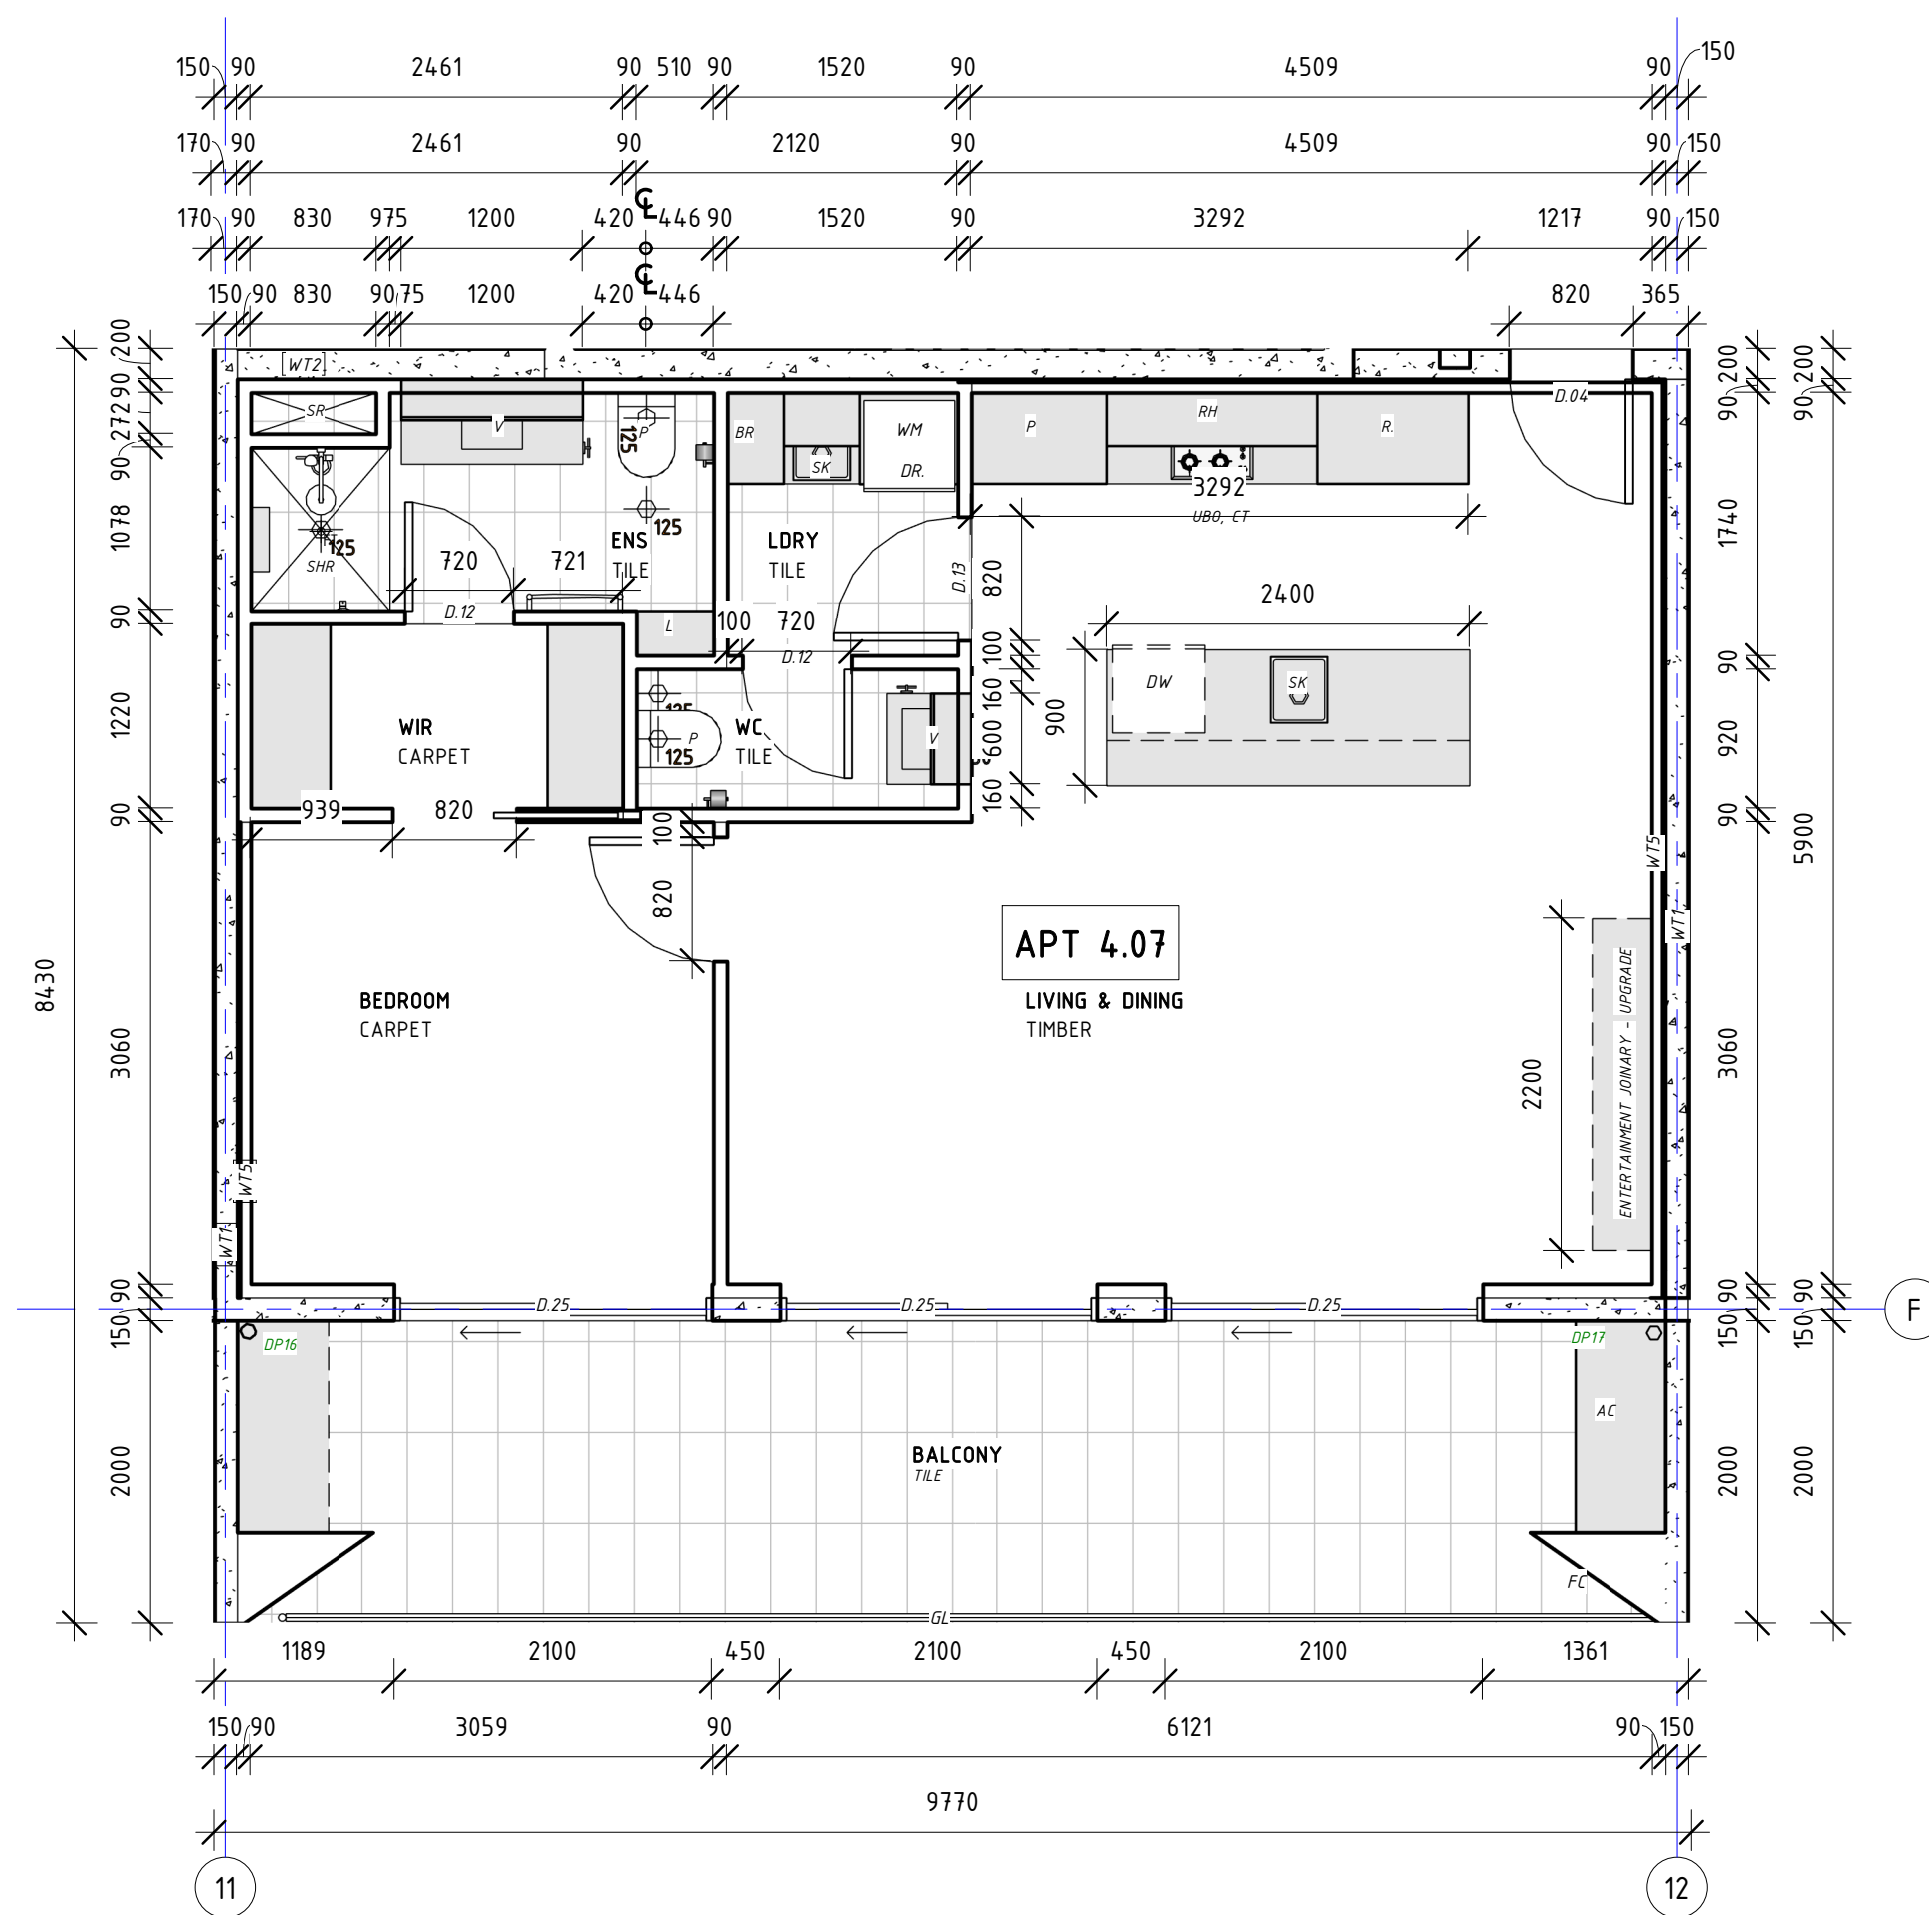 150 90 2461 90 510 90 1520 90 4509 90 150
170 90 2461 90 2120 90 4509 90 150
170 90 830 975 1200 420 446 90 1520 90 3292 1217 90 150
150 90 830 90 75 1200 420 446 820 365
200
90
272
90
1078
90
1220
90
3060
90
150
2000
8430
WT2
SR
V
P
125
BR
SK
WM
DR.
P
RH
R.
D.04
3292
UBO, CT
125
SHR
125
ENS
TILE
LDRY
TILE
720
721
D.12
D.13
820
L
100
720
D.12
100
160
600
160
2400
900
DW
SK
WIR
CARPET
125
P
125
WC
TILE
V
939
820
100
820
WT5
WT1
APT 4.07
BEDROOM
CARPET
LIVING & DINING
TIMBER
2200
ENTERTAINMENT JOINARY - UPGRADE
WT5
WT1
200
90
1740
90
920
90
3060
90
150
2000
200
90
5900
90
150
2000
D.25
D.25
D.25
F
DP16
DP17
AC
BALCONY
TILE
FC
GL
1189 2100 450 2100 450 2100 1361
150 90 3059 90 6121 90 150
9770
11
12